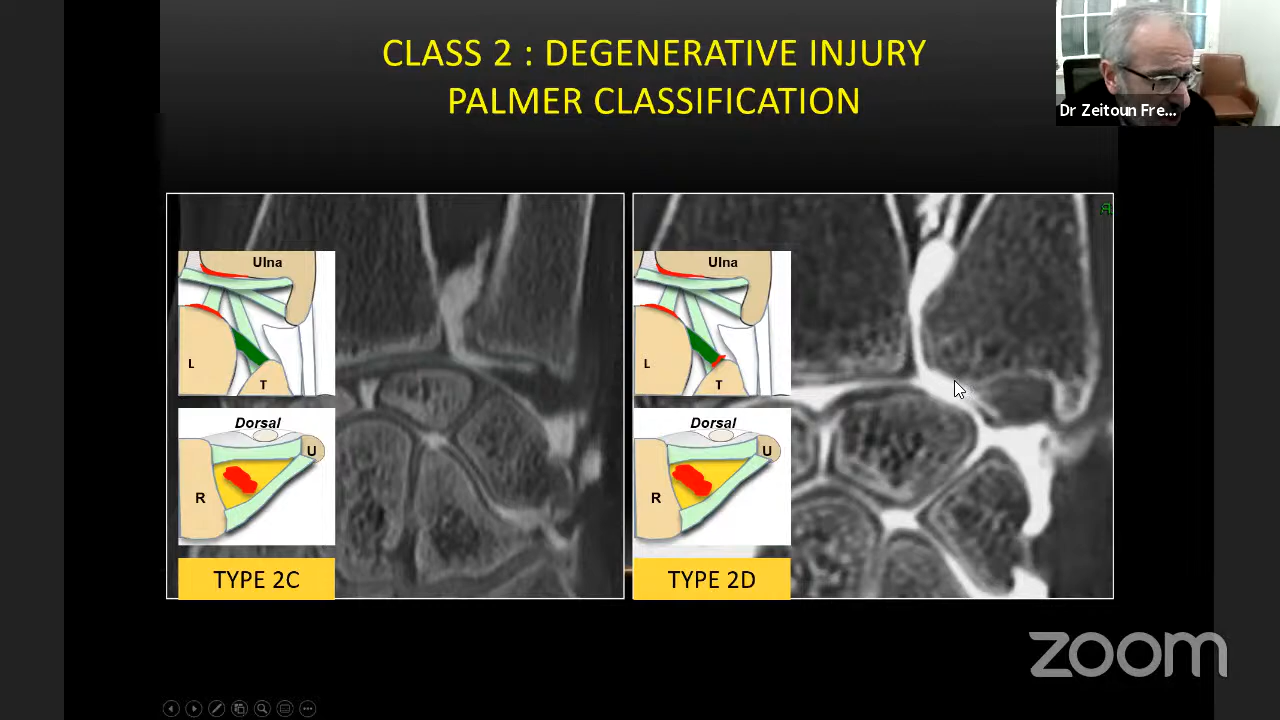 CLASS 2 : DEGENERATIVE INJURY
PALMER CLASSIFICATION
Dr Zeitoun Fre...
Ulna
L
T
Dorsal
U
R
TYPE 2C
Ulna
L
T
Dorsal
U
R
TYPE 2D
zoom